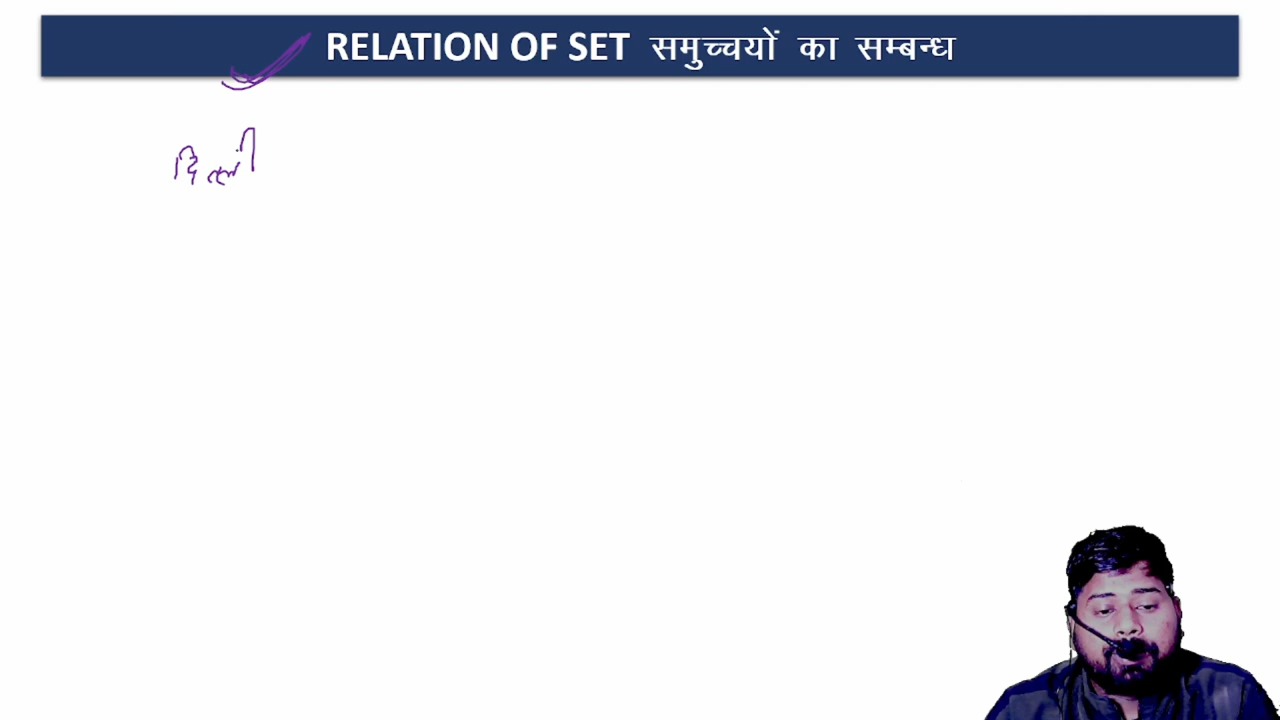 RELATION OF SET समुच्चयों का सम्बन्ध
दिल्ली